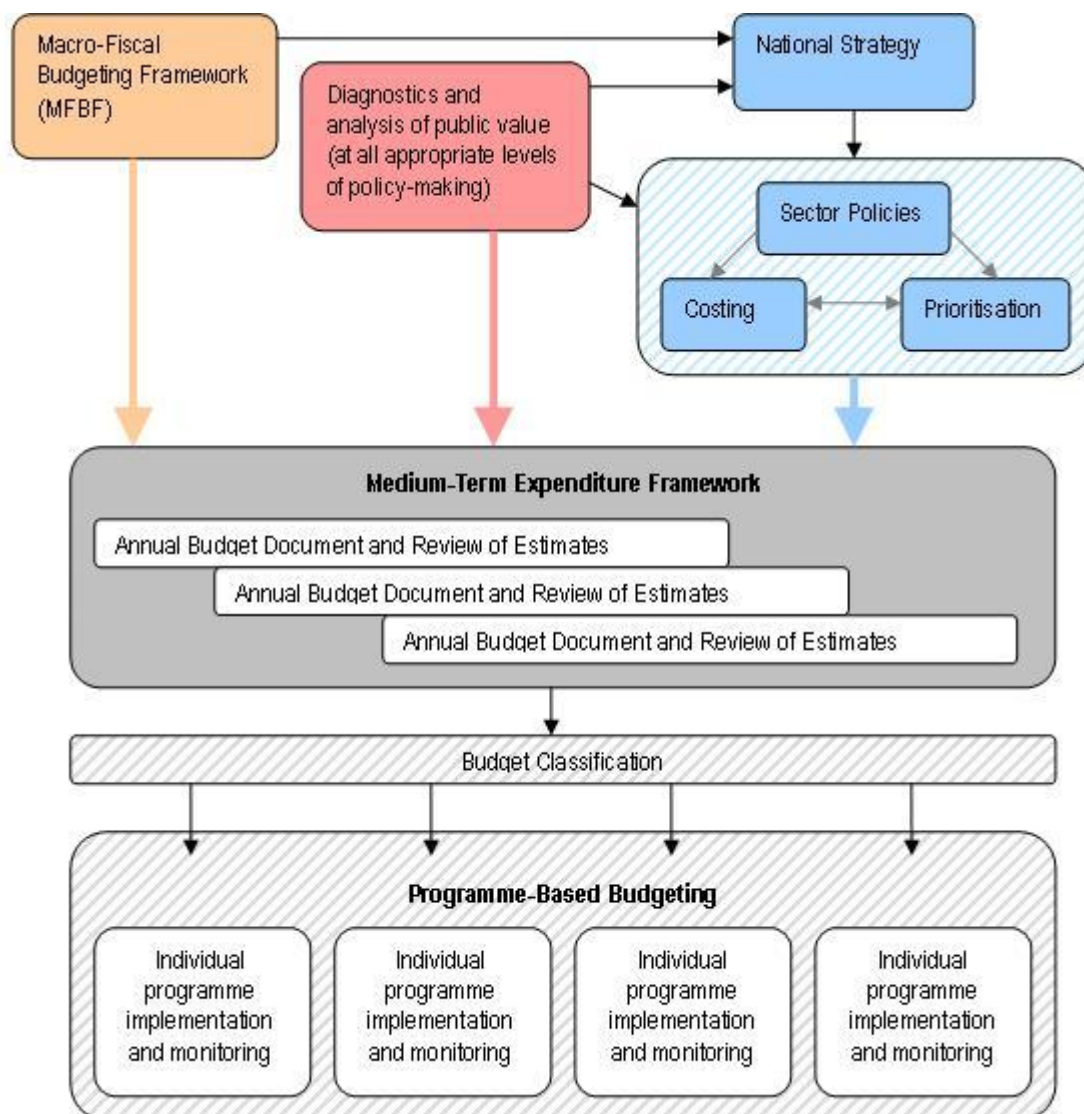 Macro-Fiscal
Budgeting Framework
(MFBF)
National Strategy
Diagnostics and
analysis of public value
(at all appropriate levels
of policy-making)
Sector Policies
Costing
Prioritisation
Medium-Term Expenditure Framework
Annual Budget Document and Review of Estimates
Annual Budget Document and Review of Estimates
Annual Budget Document and Review of Estimates
Budget Classification
Programme-Based Budgeting
Individual
programme
implementation
and monitoring
Individual
programme
implementation
and monitoring
Individual
programme
implementation
and monitoring
Individual
programme
implementation
and monitoring